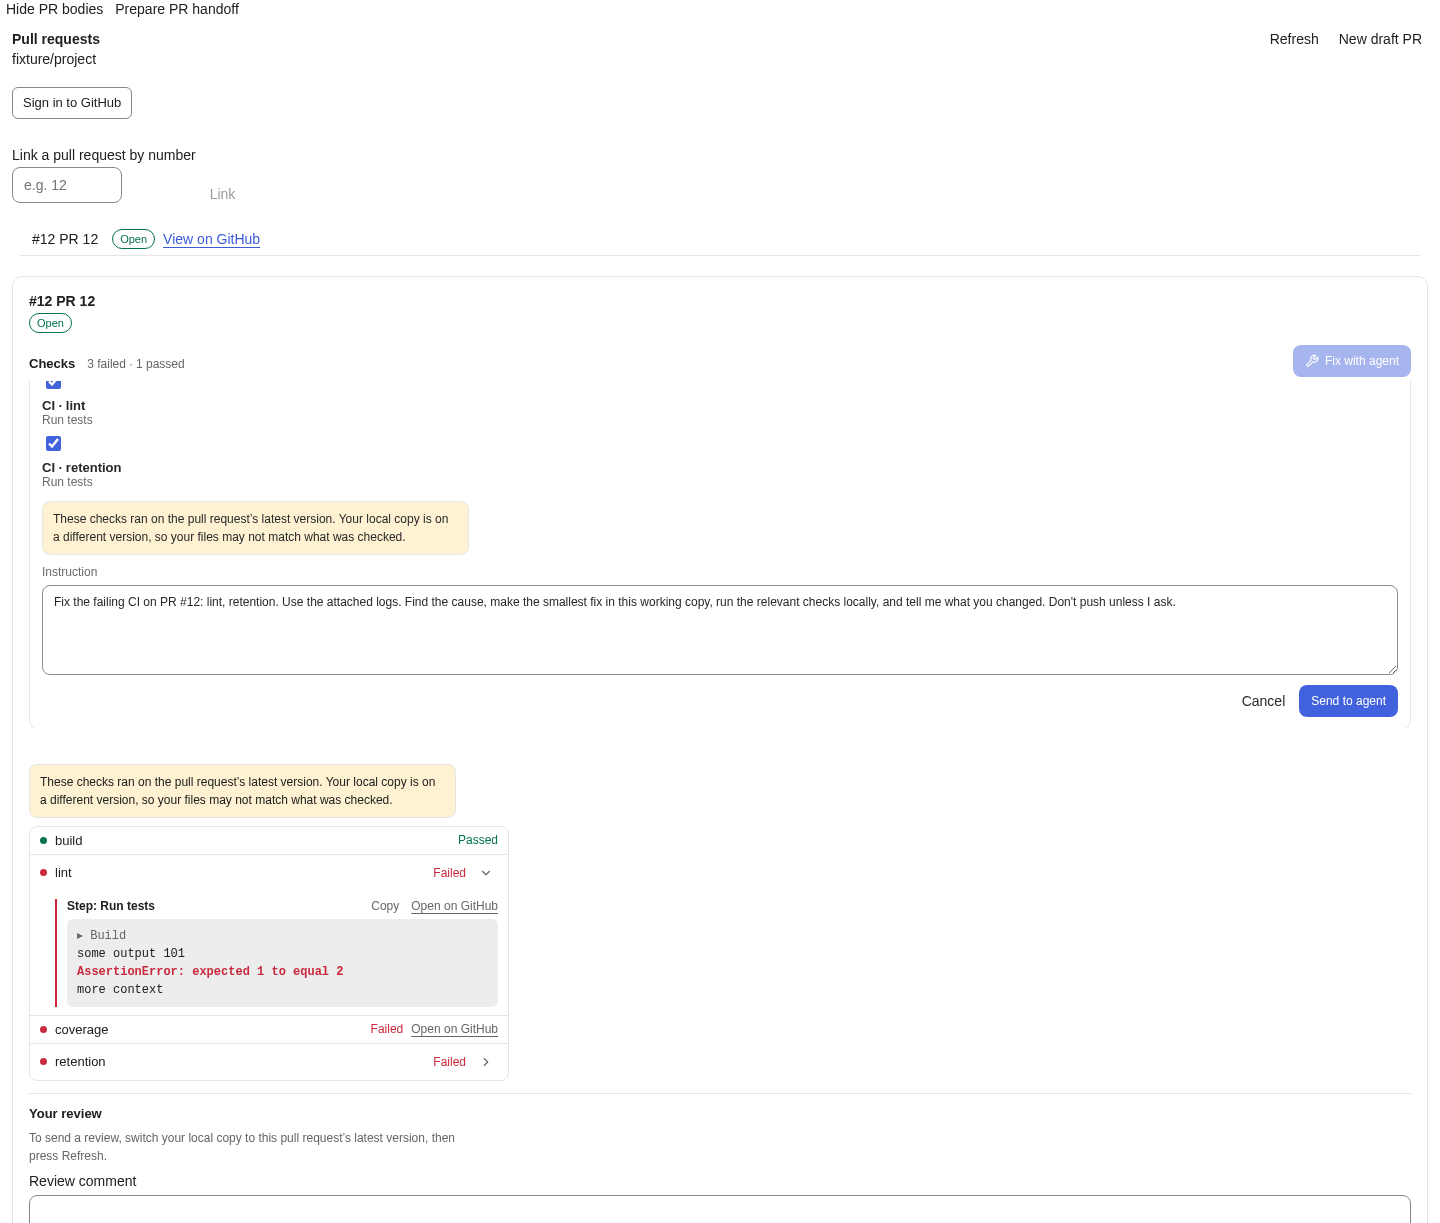 Hide PR bodies Prepare PR handoff
Pull requests
Refresh New draft PR
fixture/project
Sign in to GitHub
Link a pull request by number
e.g. 12
Link
#12 PR 12 Open View on GitHub
#12 PR 12
Open
Checks 3 failed · 1 passed
Fix with agent
CI · lint
Run tests
CI · retention
Run tests
These checks ran on the pull request’s latest version. Your local copy is on
a different version, so your files may not match what was checked.
Instruction
Fix the failing CI on PR #12: lint, retention. Use the attached logs. Find the cause, make the smallest fix in this working copy, run the relevant checks locally, and tell me what you changed. Don't push unless I ask.
Cancel Send to agent
These checks ran on the pull request’s latest version. Your local copy is on
a different version, so your files may not match what was checked.
build Passed
lint Failed
Step: Run tests Copy Open on GitHub
▸ Build
some output 101
AssertionError: expected 1 to equal 2
more context
coverage Failed Open on GitHub
retention Failed
Your review
To send a review, switch your local copy to this pull request’s latest version, then
press Refresh.
Review comment